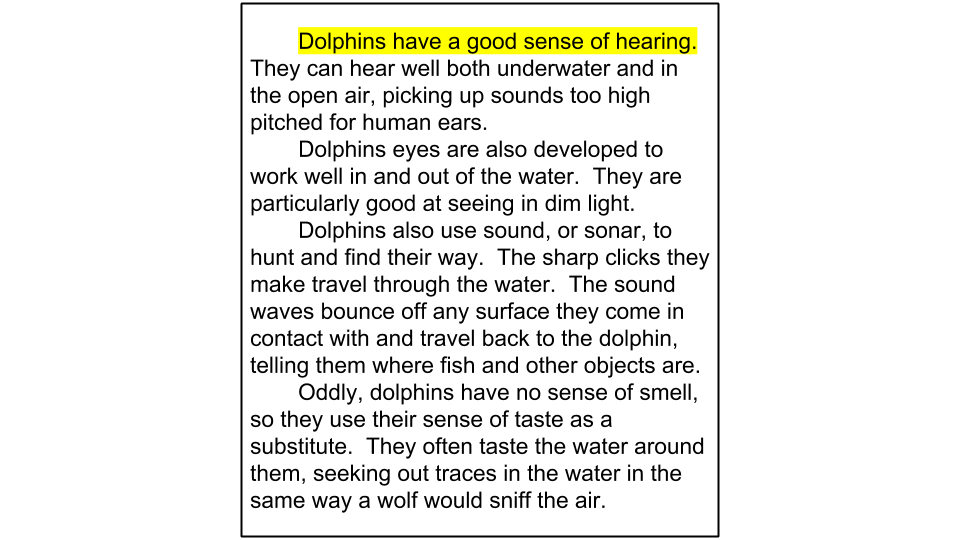 Dolphins have a good sense of hearing.
They can hear well both underwater and in
the open air, picking up sounds too high
pitched for human ears.
Dolphins eyes are also developed to
work well in and out of the water.  They are
particularly good at seeing in dim light.
Dolphins also use sound, or sonar, to
hunt and find their way.  The sharp clicks they
make travel through the water.  The sound
waves bounce off any surface they come in
contact with and travel back to the dolphin,
telling them where fish and other objects are.
Oddly, dolphins have no sense of smell,
so they use their sense of taste as a
substitute.  They often taste the water around
them, seeking out traces in the water in the
same way a wolf would sniff the air.